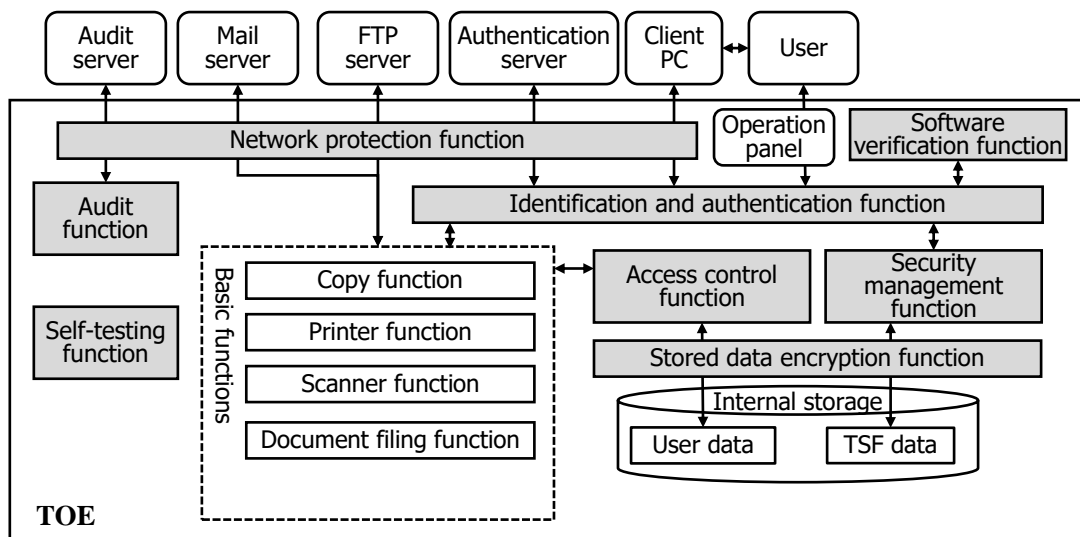 Audit
server
Mail
server
FTP
server
Authentication
server
Client
PC
User
Network protection function
Operation
panel
Software
verification function
Audit
function
Identification and authentication function
Basic functions
Copy function
Printer function
Scanner function
Document filing function
Access control
function
Security
management
function
Self-testing
function
Stored data encryption function
Internal storage
User data
TSF data
TOE